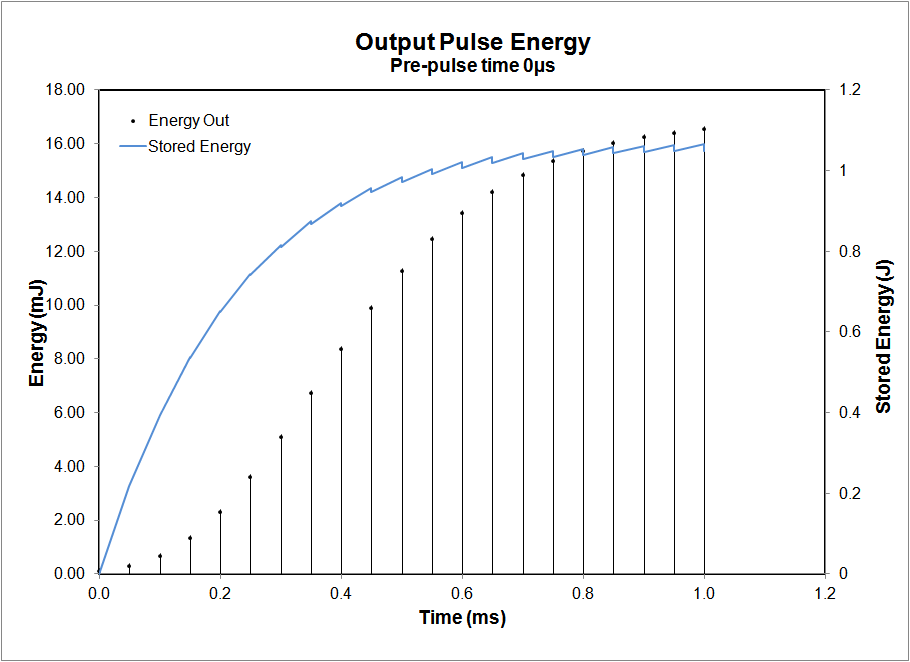 Output Pulse Energy
Pre-pulse time 0µs
Energy Out
Stored Energy
18.00
16.00
14.00
12.00
10.00
8.00
6.00
4.00
2.00
0.00
Energy (mJ)
1.2
1
0.8
0.6
0.4
0.2
0
Stored Energy (J)
0.0 0.2 0.4 0.6 0.8 1.0 1.2
Time (ms)